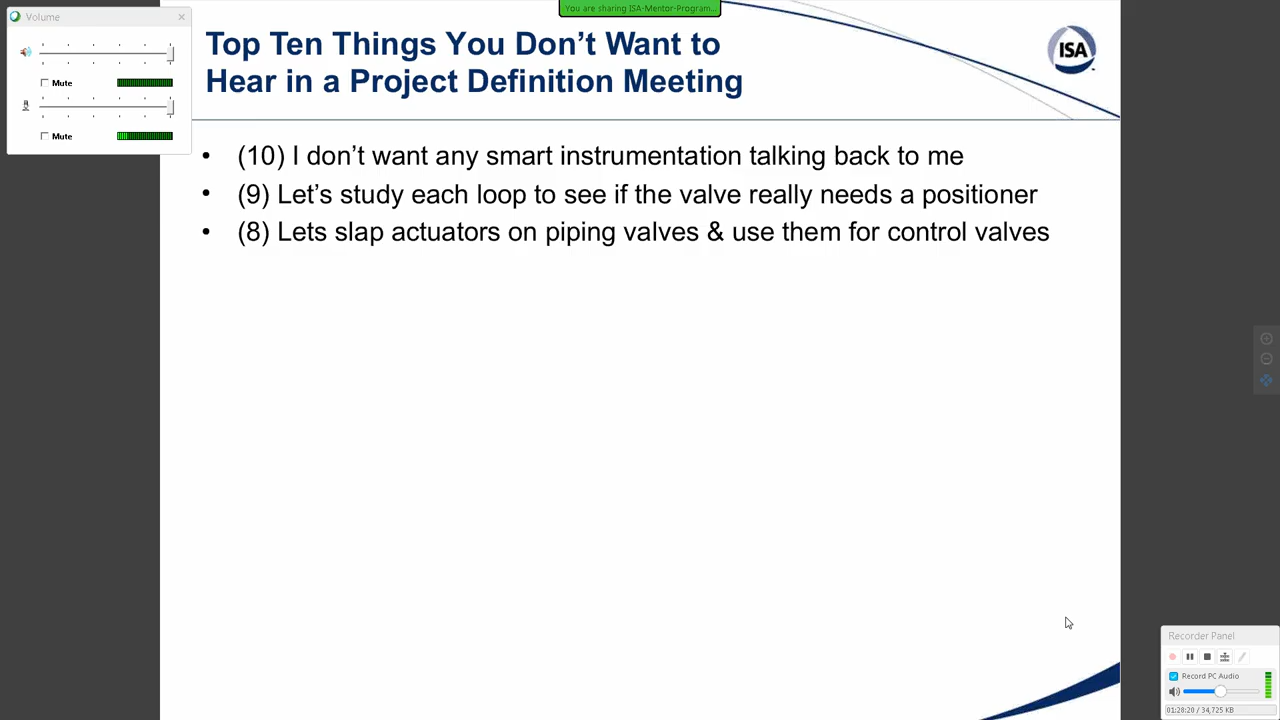 Volume
You are sharing ISA-Mentor-Program...
Mute
Mute
Top Ten Things You Don’t Want to
Hear in a Project Definition Meeting
ISA
• (10) I don’t want any smart instrumentation talking back to me
• (9) Let’s study each loop to see if the valve really needs a positioner
• (8) Lets slap actuators on piping valves & use them for control valves
Recorder Panel
Record PC Audio
01:28:20 / 34,725 KB